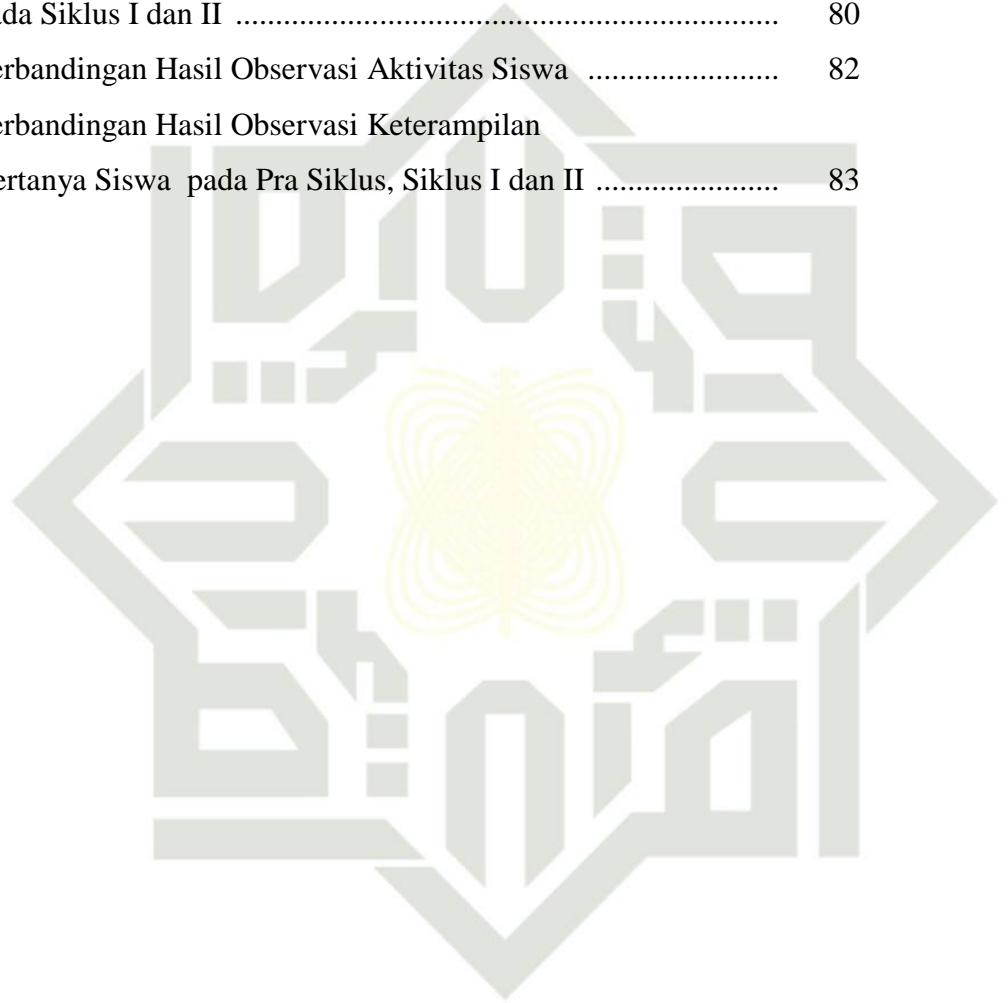 ada Siklus I dan II ..................................................................... 80
erbandingan Hasil Observasi Aktivitas Siswa ........................ 82
erbandingan Hasil Observasi Keterampilan
ertanya Siswa pada Pra Siklus, Siklus I dan II ....................... 83